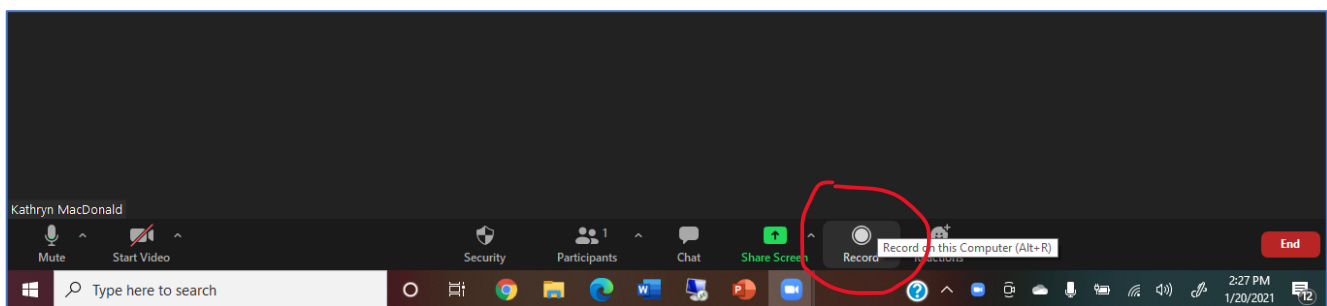 Kathryn MacDonald
1
Mute
Start Video
Security
Participants
Chat
Share Screen
Record
Record on this Computer (Alt+R)
Reactions
End
Type here to search
2:27 PM
1/20/2021
12